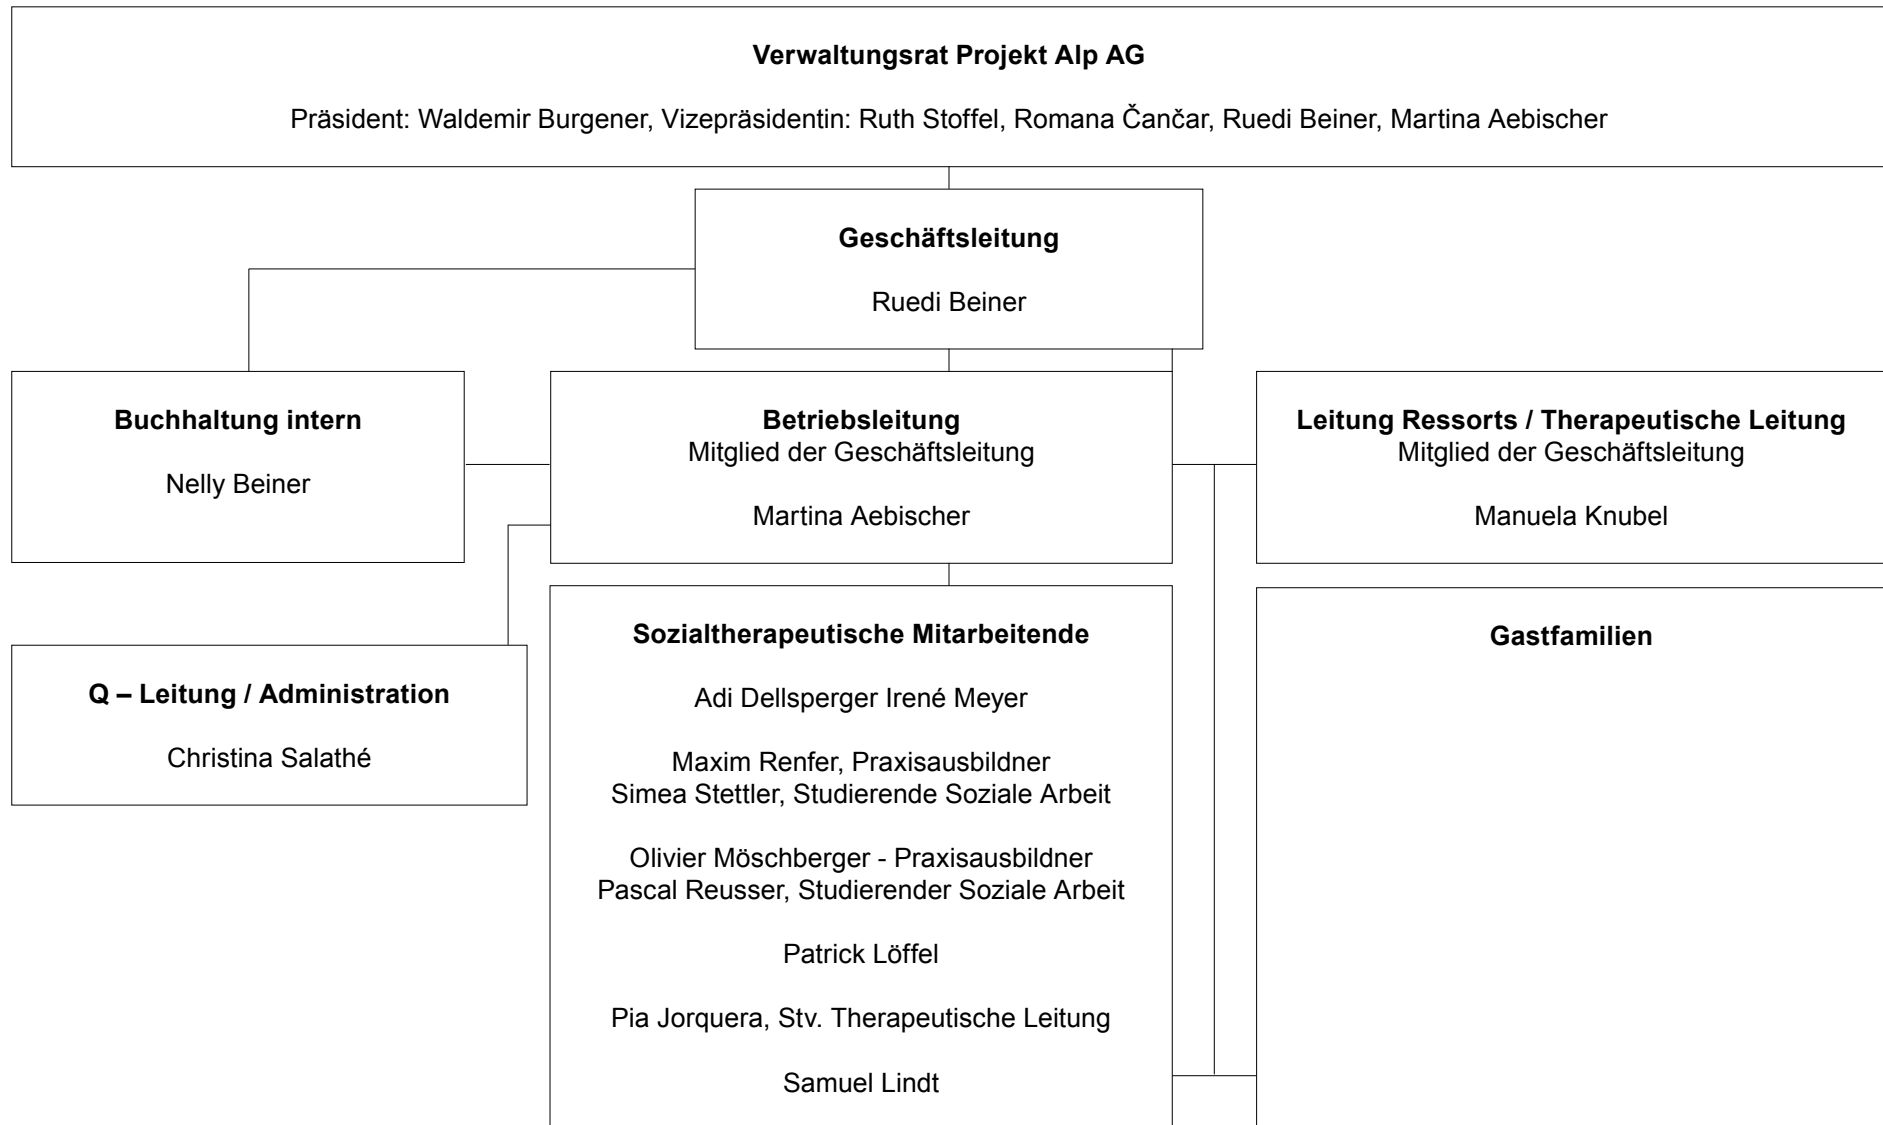 Verwaltungsrat Projekt Alp AG
Präsident: Waldemir Burgener, Vizepräsidentin: Ruth Stoffel, Romana Čančar, Ruedi Beiner, Martina Aebischer
Geschäftsleitung
Ruedi Beiner
Buchhaltung intern
Nelly Beiner
Betriebsleitung
Mitglied der Geschäftsleitung
Martina Aebischer
Leitung Ressorts / Therapeutische Leitung
Mitglied der Geschäftsleitung
Manuela Knubel
Q – Leitung / Administration
Christina Salathé
Sozialtherapeutische Mitarbeitende
Adi Dellsperger Irené Meyer
Maxim Renfer, Praxisausbildner
Simea Stettler, Studierende Soziale Arbeit
Olivier Möschberger - Praxisausbildner
Pascal Reusser, Studierender Soziale Arbeit
Patrick Löffel
Pia Jorquera, Stv. Therapeutische Leitung
Samuel Lindt
Gastfamilien